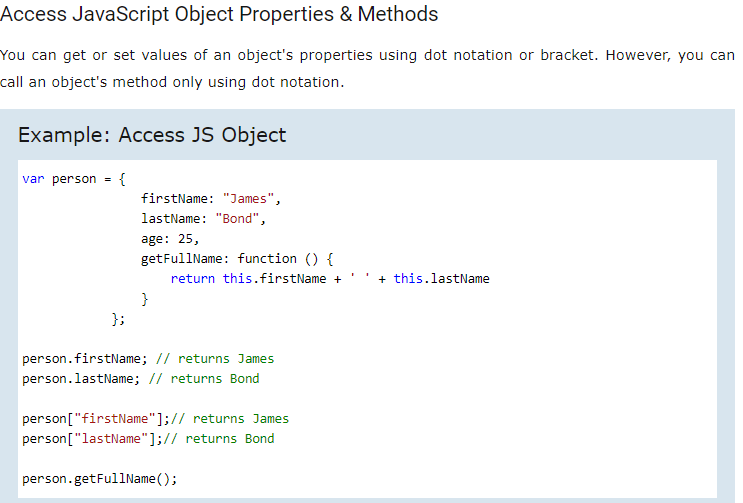 Access JavaScript Object Properties & Methods
You can get or set values of an object's properties using dot notation or bracket. However, you can
call an object's method only using dot notation.
Example: Access JS Object
var person = {
firstName: "James",
lastName: "Bond",
age: 25,
getFullName: function () {
return this.firstName + ' ' + this.lastName
}
};
person.firstName; // returns James
person.lastName; // returns Bond
person["firstName"];// returns James
person["lastName"];// returns Bond
person.getFullName();